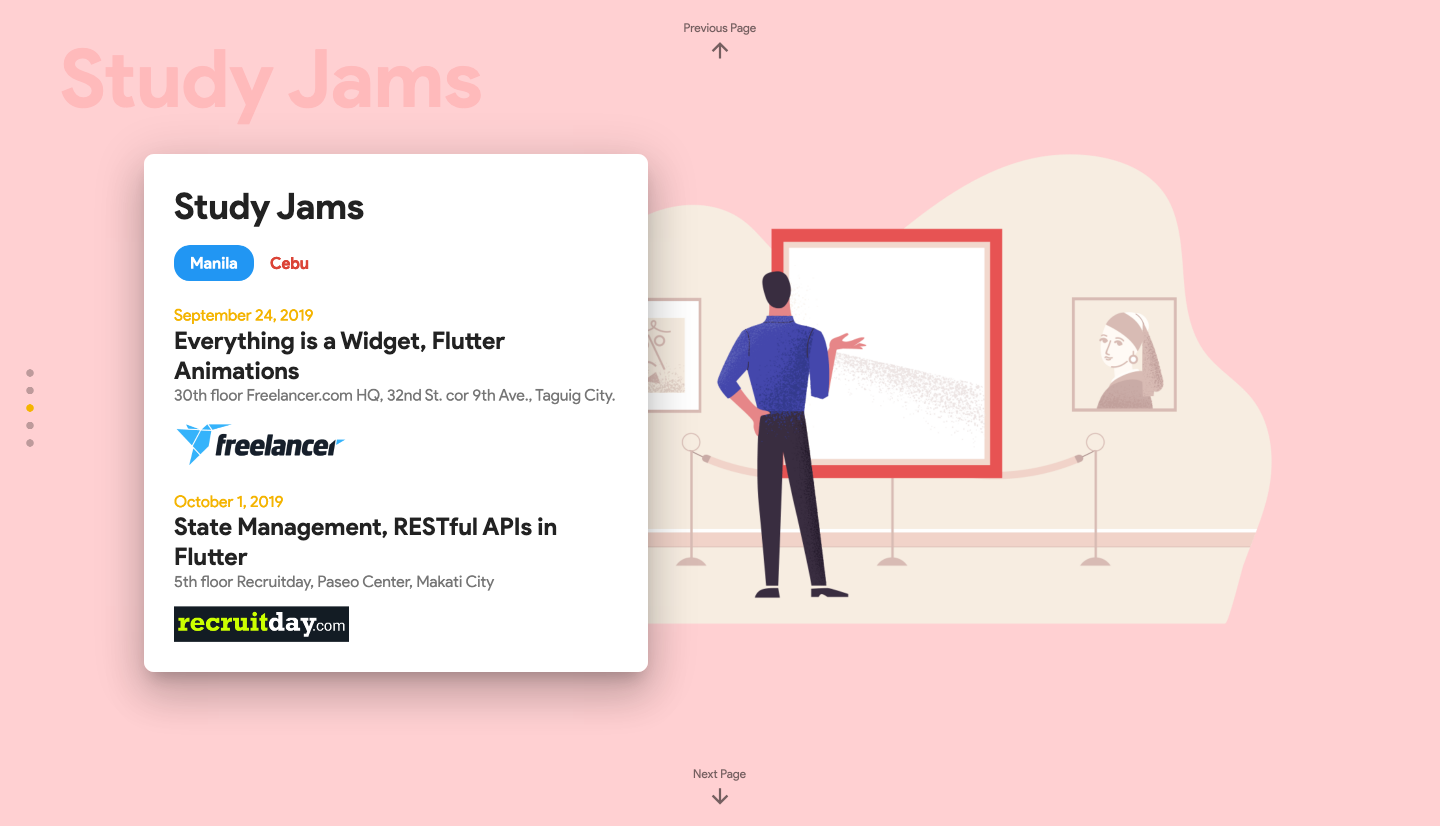 Previous Page
Study Jams
Study Jams
Manila Cebu
September 24, 2019
Everything is a Widget, Flutter
Animations
30th floor Freelancer.com HQ, 32nd St. cor 9th Ave., Taguig City.
freelancer
October 1, 2019
State Management, RESTful APIs in
Flutter
5th floor Recruitday, Paseo Center, Makati City
recruitday.com
Next Page